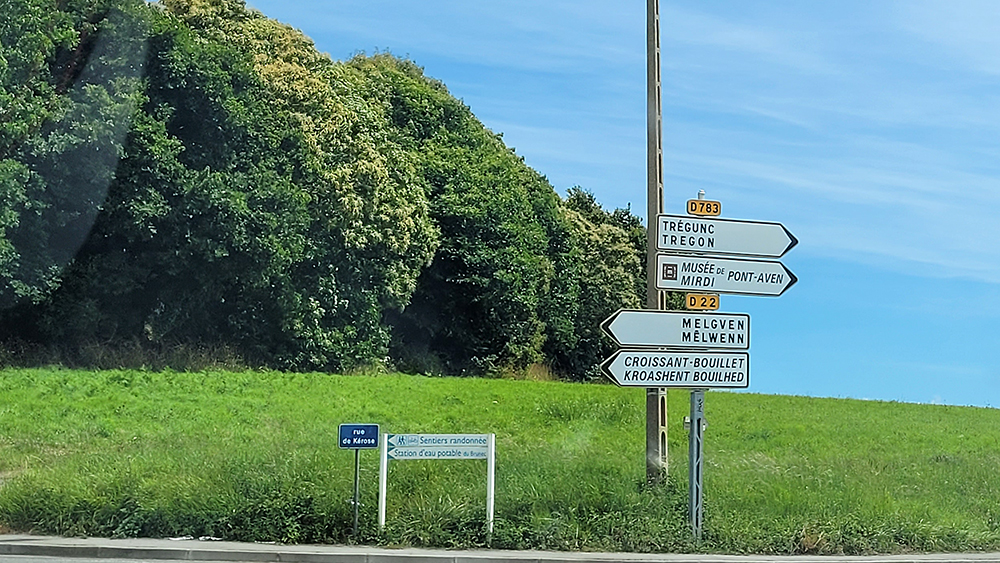 D783
TRÉGUNC
TREGON
MUSÉE DE PONT-AVEN
MIRDI
D22
MELGVEN
MÊLWENN
CROISSANT-BOUILLET
KROASHENT BOUILHED
rue
de Kérose
Sentiers randonnée
Station d'eau potable du Brunec